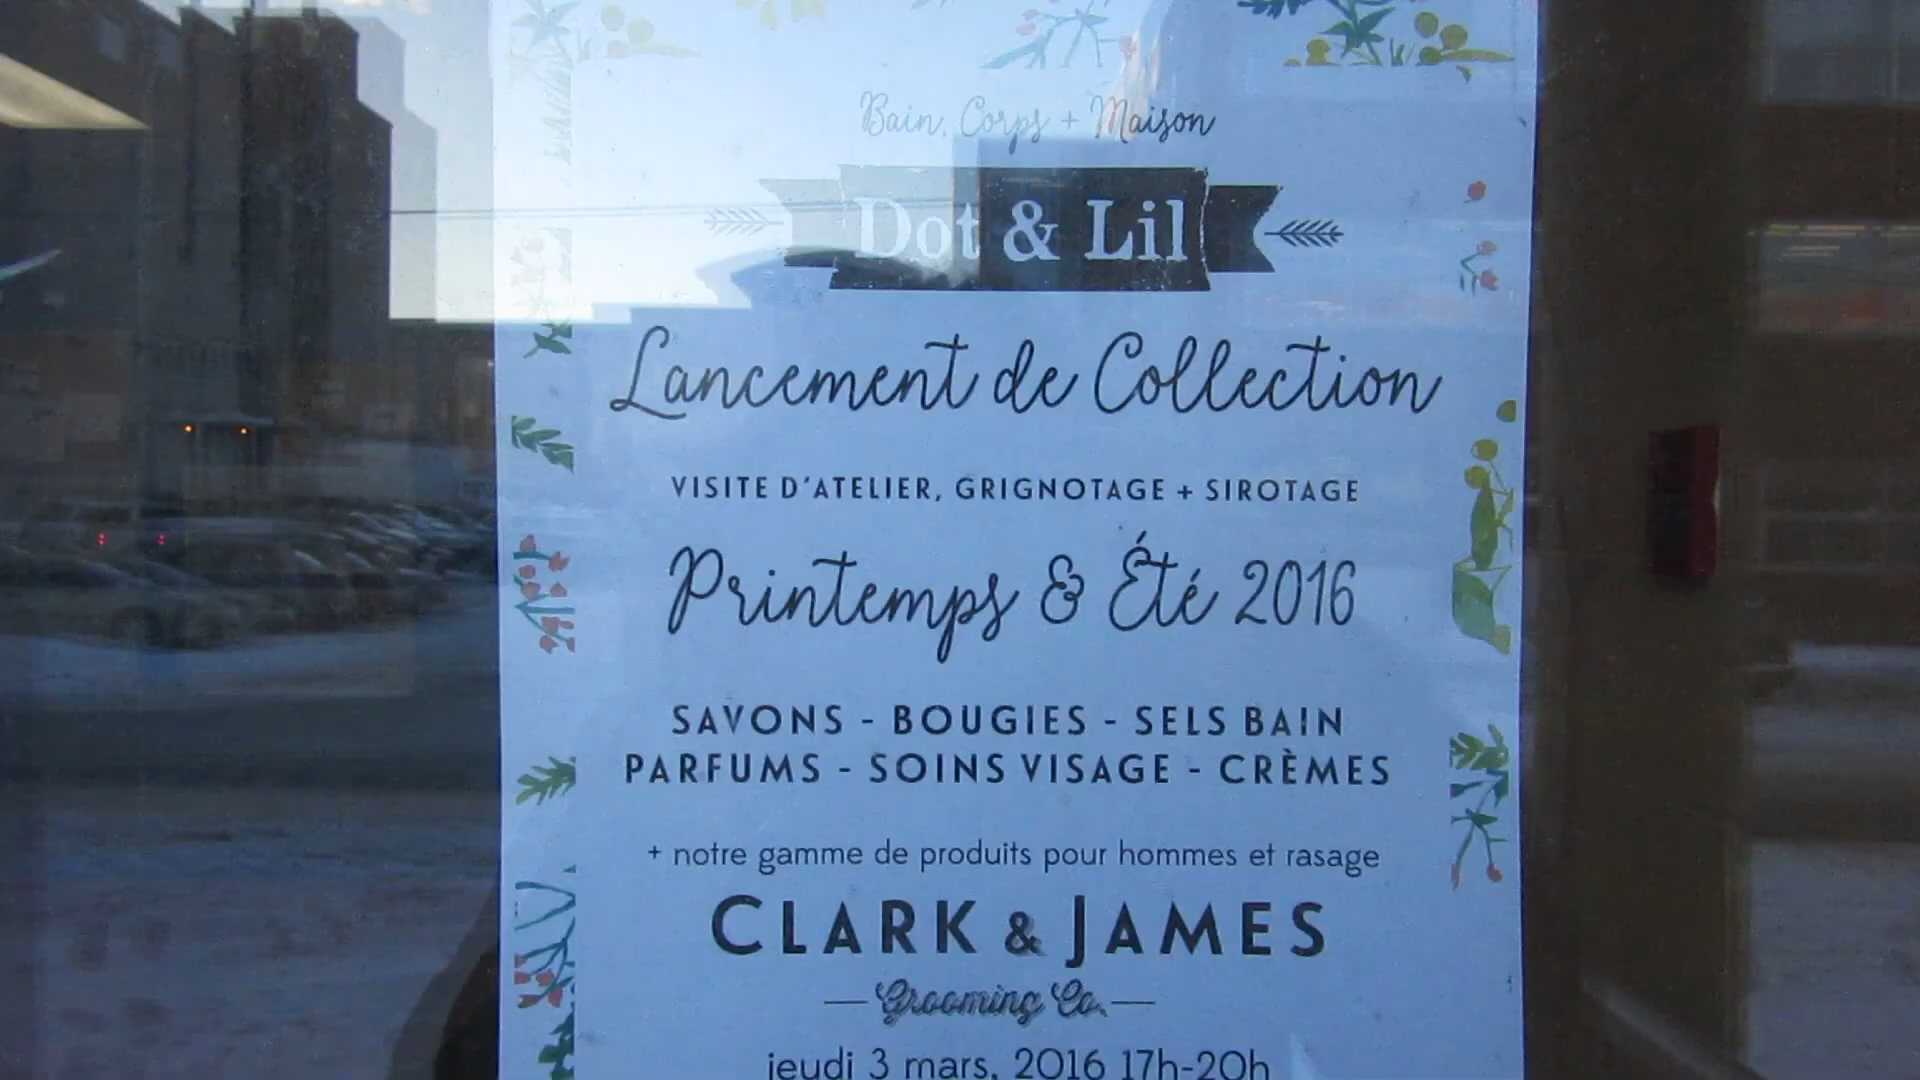 Bain, Corps + Maison
Dot & Lil
Lancement de Collection
VISITE D'ATELIER, GRIGNOTAGE + SIROTAGE
Printemps & Été 2016
SAVONS - BOUGIES - SELS BAIN
PARFUMS - SOINS VISAGE - CRÈMES
+ notre gamme de produits pour hommes et rasage
CLARK & JAMES
Grooming Co.
jeudi 3 mars, 2016 17h-20h